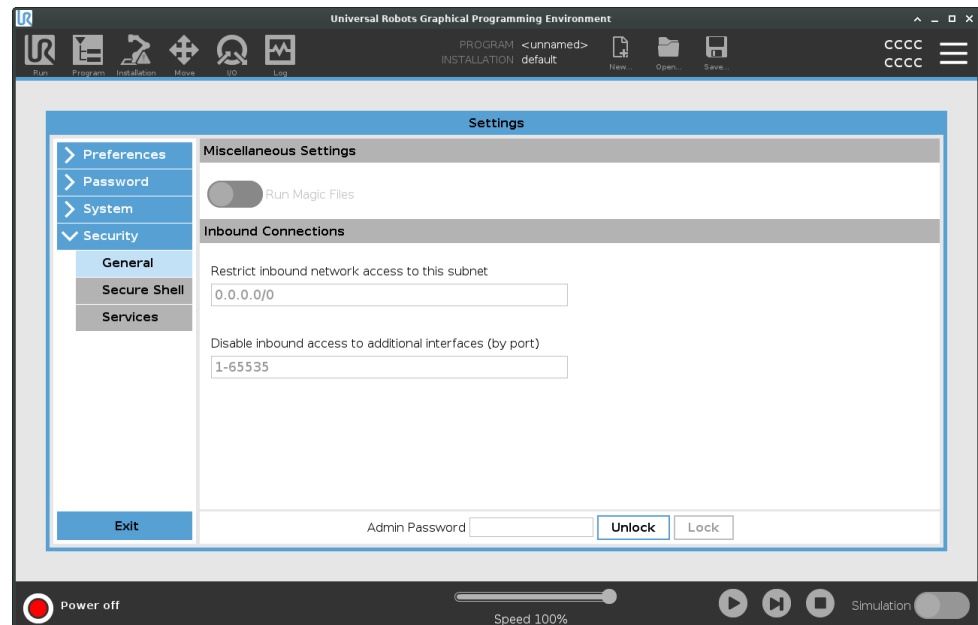 UR
Universal Robots Graphical Programming Environment
UR
Run
Program
Installation
Move
I/O
Log
PROGRAM <unnamed>
INSTALLATION default
New...
Open...
Save...
CCCC
CCCC
Settings
Preferences
Password
System
Security
General
Secure Shell
Services
Exit
Miscellaneous Settings
Run Magic Files
Inbound Connections
Restrict inbound network access to this subnet
0.0.0.0/0
Disable inbound access to additional interfaces (by port)
1-65535
Admin Password
Unlock
Lock
Power off
Speed 100%
Simulation